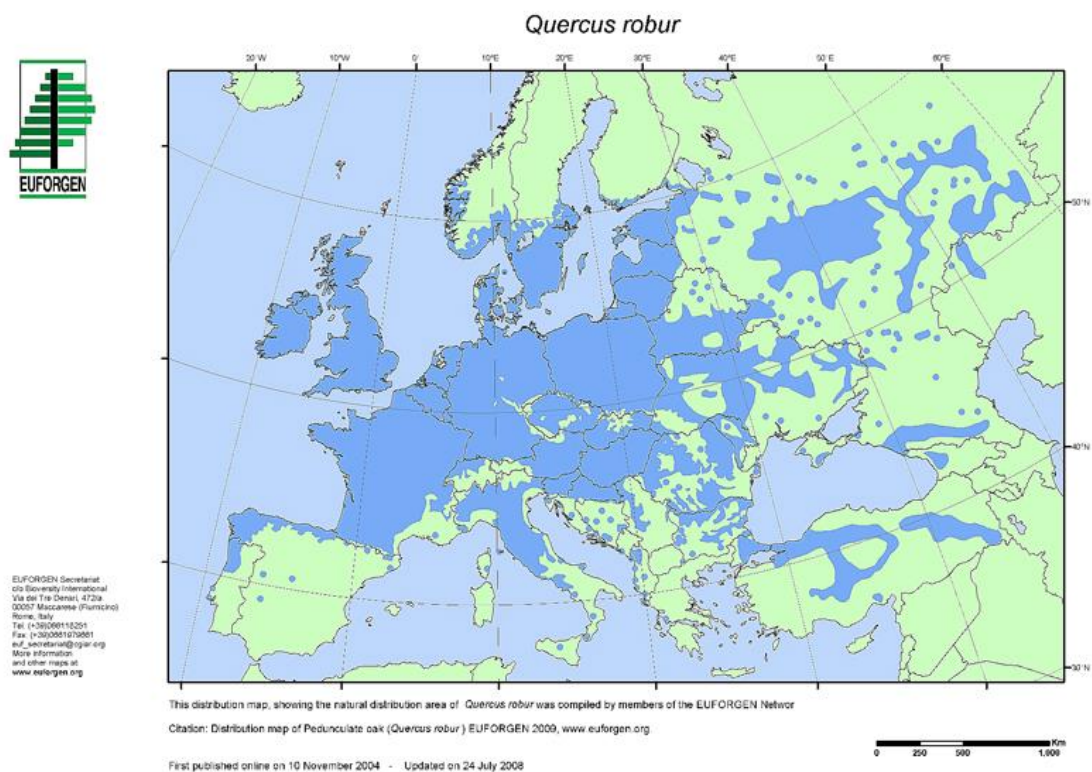 Quercus robur
20°W 10°W 0° 10°E 20°E 30°E 40°E 50°E 60°E
EUFORGEN
50°N
40°N
30°N
EUFORGEN Secretariat
c/o Bioversity International
Via dei Tre Denari, 472/a
00057 Maccarese (Fiumicino)
Rome, Italy
Tel. (+39)066118251
Fax: (+39)0661979661
euf_secretariat@cgiar.org
More information
and other maps at
www.euforgen.org
This distribution map, showing the natural distribution area of Quercus robur was compiled by members of the EUFORGEN Networ
Citation: Distribution map of Pedunculate oak (Quercus robur ) EUFORGEN 2009, www.euforgen.org.
Km
0 250 500 1,000
First published online on 10 November 2004 - Updated on 24 July 2008